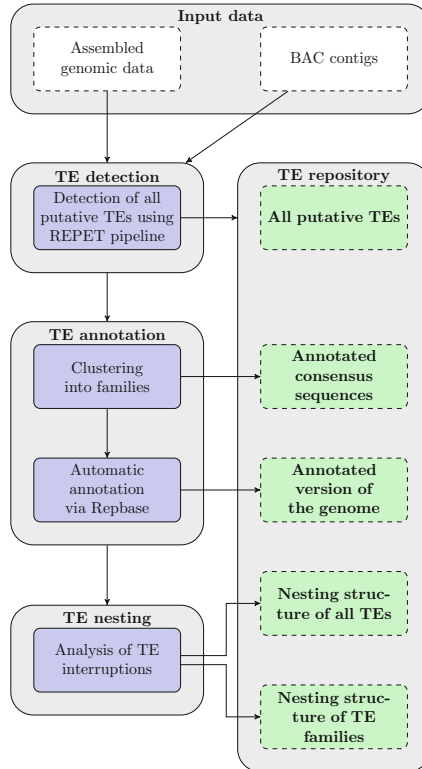 Input data
Assembled
genomic data
BAC contigs
TE detection
Detection of all
putative TEs using
REPET pipeline
TE repository
All putative TEs
TE annotation
Clustering
into families
Annotated
consensus
sequences
Automatic
annotation
via Repbase
Annotated
version of
the genome
TE nesting
Analysis of TE
interruptions
Nesting struc-
ture of all TEs
Nesting struc-
ture of TE
families